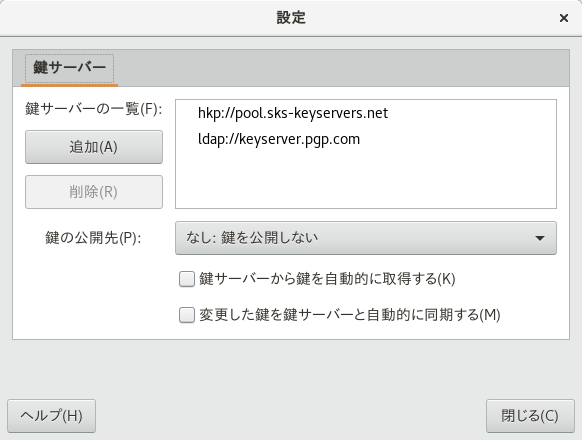 設定
鍵サーバー
鍵サーバーの一覧(F):
hkp://pool.sks-keyservers.net
ldap://keyserver.pgp.com
追加(A)
削除(R)
鍵の公開先(P):
なし: 鍵を公開しない
鍵サーバーから鍵を自動的に取得する(K)
変更した鍵を鍵サーバーと自動的に同期する(M)
ヘルプ(H)
閉じる(C)